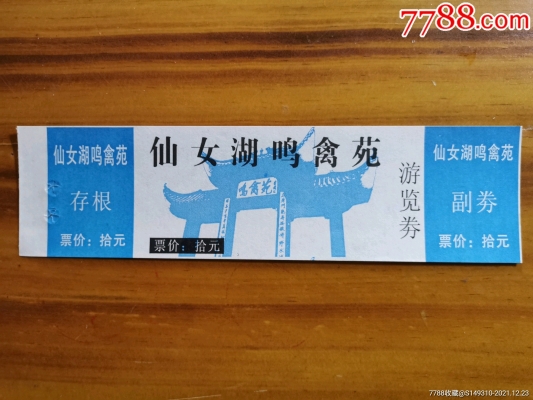 7788.com
仙女湖鸣禽苑
存根
票价：拾元
仙女湖鸣禽苑
鸣禽苑
游览券
票价：拾元
仙女湖鸣禽苑
副券
票价：拾元
7788收藏@S149310-2021.12.23